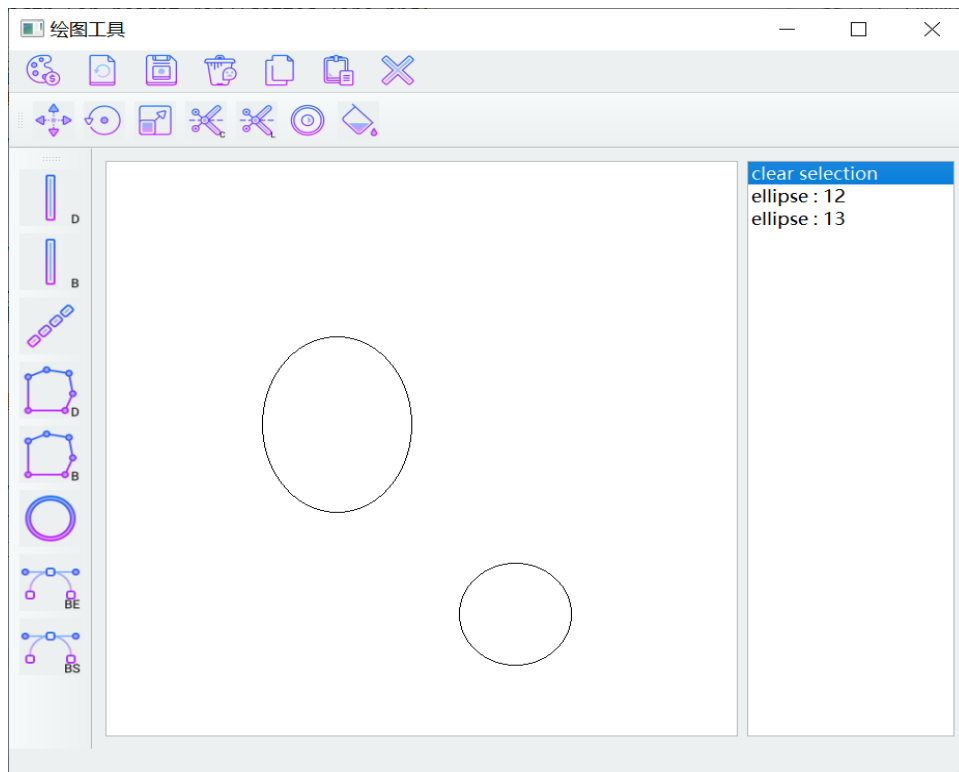 绘图工具
C
L
D
B
D
B
BE
BS
clear selection
ellipse : 12
ellipse : 13